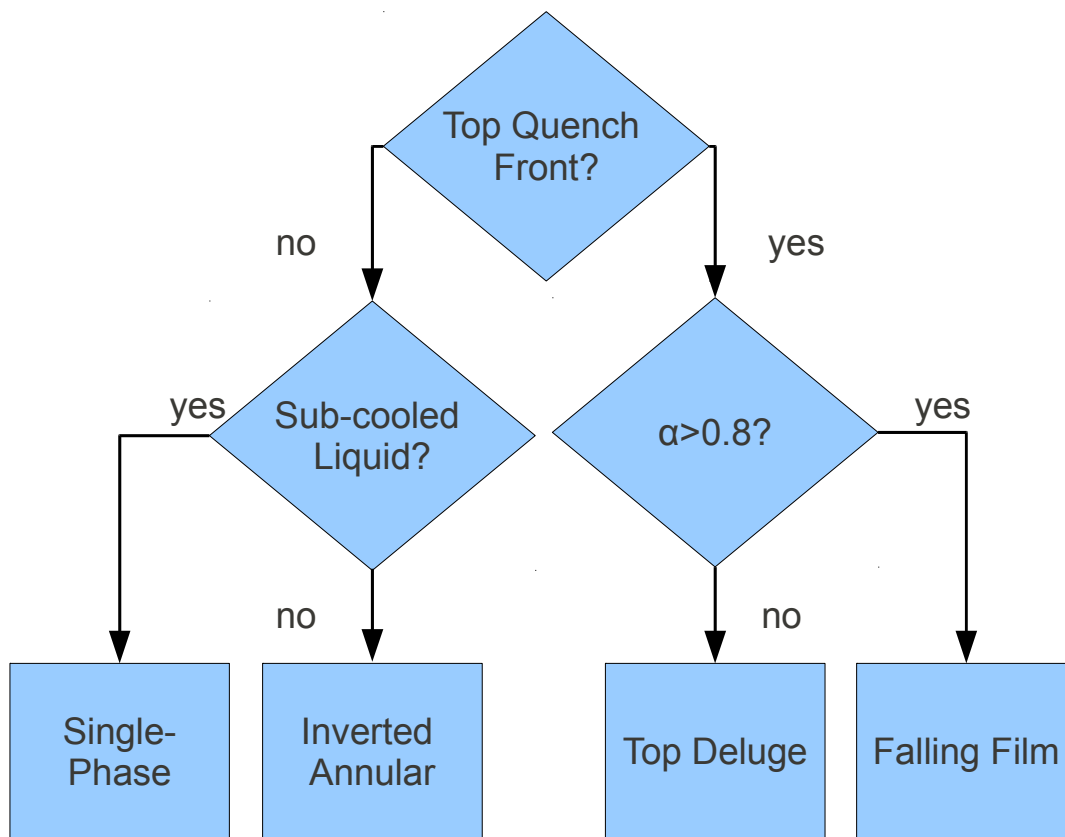 Top Quench
Front?
no
yes
yes
Sub-cooled
Liquid?
α>0.8?
yes
no
no
Single-
Phase
Inverted
Annular
Top Deluge
Falling Film